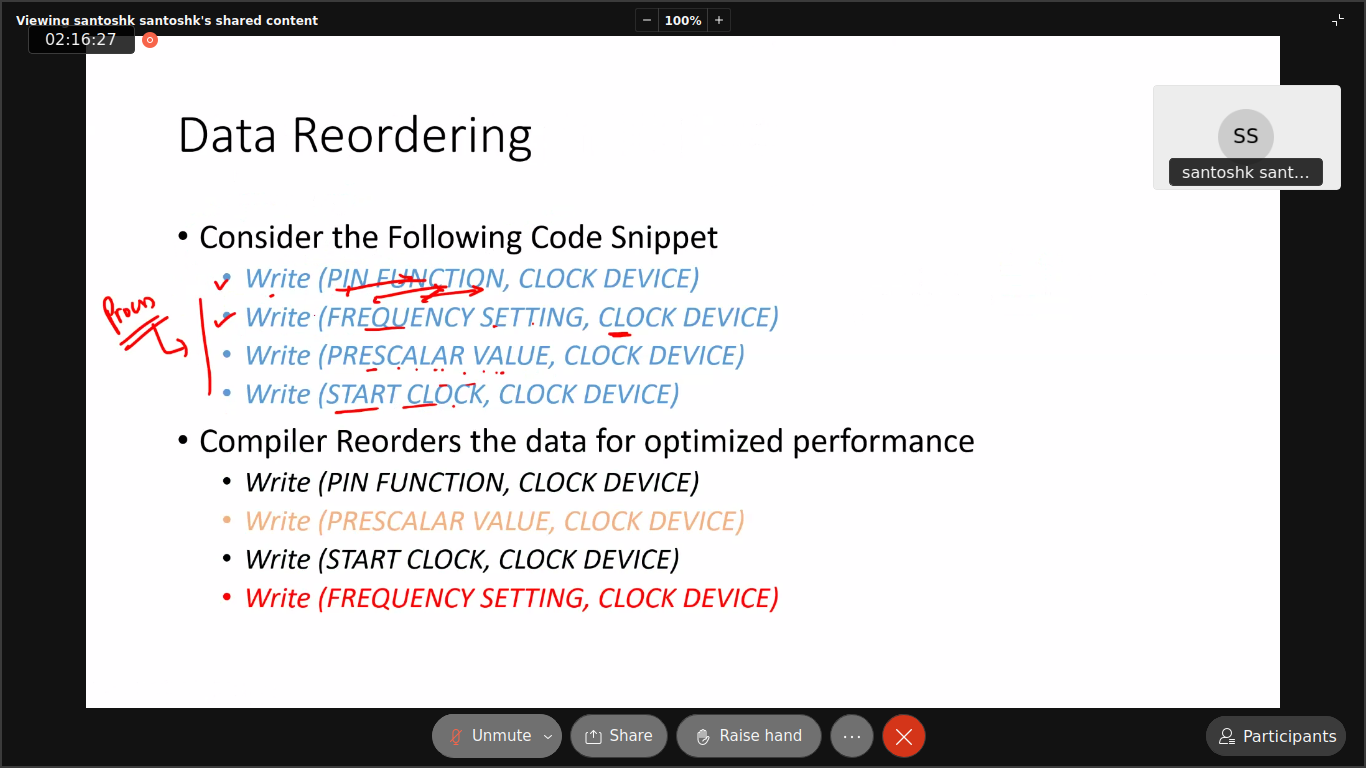 Viewing santoshk santoshk's shared content
− 100% +
02:16:27
SS
santoshk sant...
Data Reordering
• Consider the Following Code Snippet
• Write (PIN FUNCTION, CLOCK DEVICE)
• Write (FREQUENCY SETTING, CLOCK DEVICE)
• Write (PRESCALAR VALUE, CLOCK DEVICE)
• Write (START CLOCK, CLOCK DEVICE)
• Compiler Reorders the data for optimized performance
• Write (PIN FUNCTION, CLOCK DEVICE)
• Write (PRESCALAR VALUE, CLOCK DEVICE)
• Write (START CLOCK, CLOCK DEVICE)
• Write (FREQUENCY SETTING, CLOCK DEVICE)
Unmute Share Raise hand ... Participants